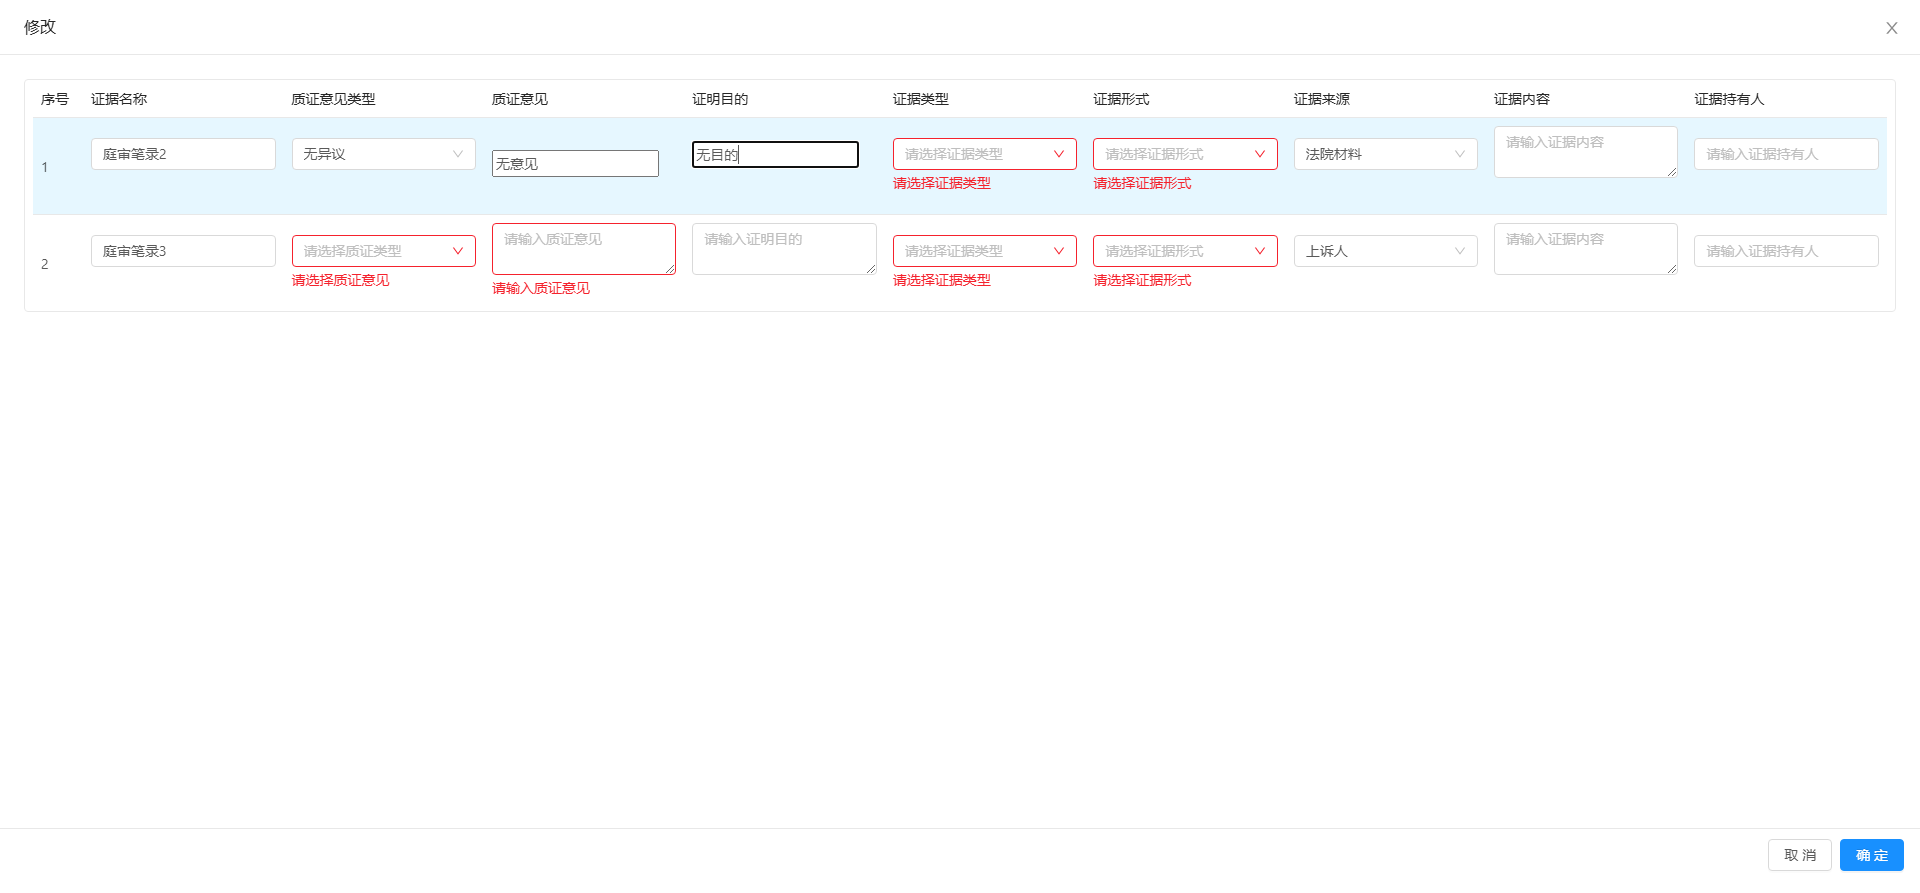 修改
序号 证据名称 质证意见类型 质证意见 证明目的 证据类型 证据形式 证据来源 证据内容 证据持有人
1 庭审笔录2 无异议 无意见 无目的 请选择证据类型 请选择证据形式 法院材料 请输入证据内容 请输入证据持有人
请选择证据类型 请选择证据形式
2 庭审笔录3 请选择质证类型 请输入质证意见 请输入证明目的 请选择证据类型 请选择证据形式 上诉人 请输入证据内容 请输入证据持有人
请选择质证意见 请输入质证意见 请选择证据类型 请选择证据形式
取 消 确 定